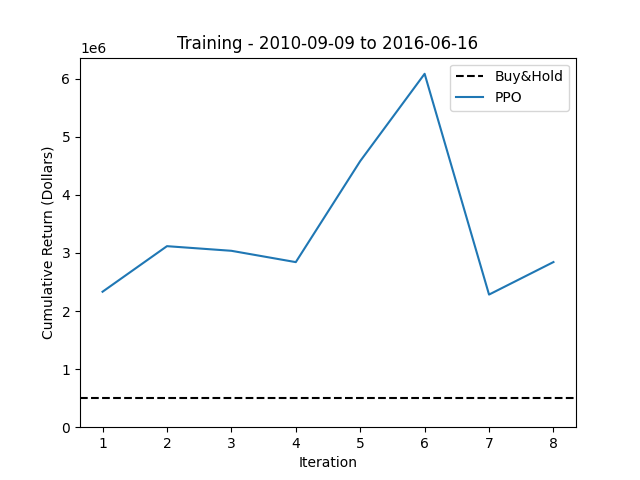 Training - 2010-09-09 to 2016-06-16
1e6
Buy&Hold
PPO
Cumulative Return (Dollars)
6
5
4
3
2
1
0
1 2 3 4 5 6 7 8
Iteration